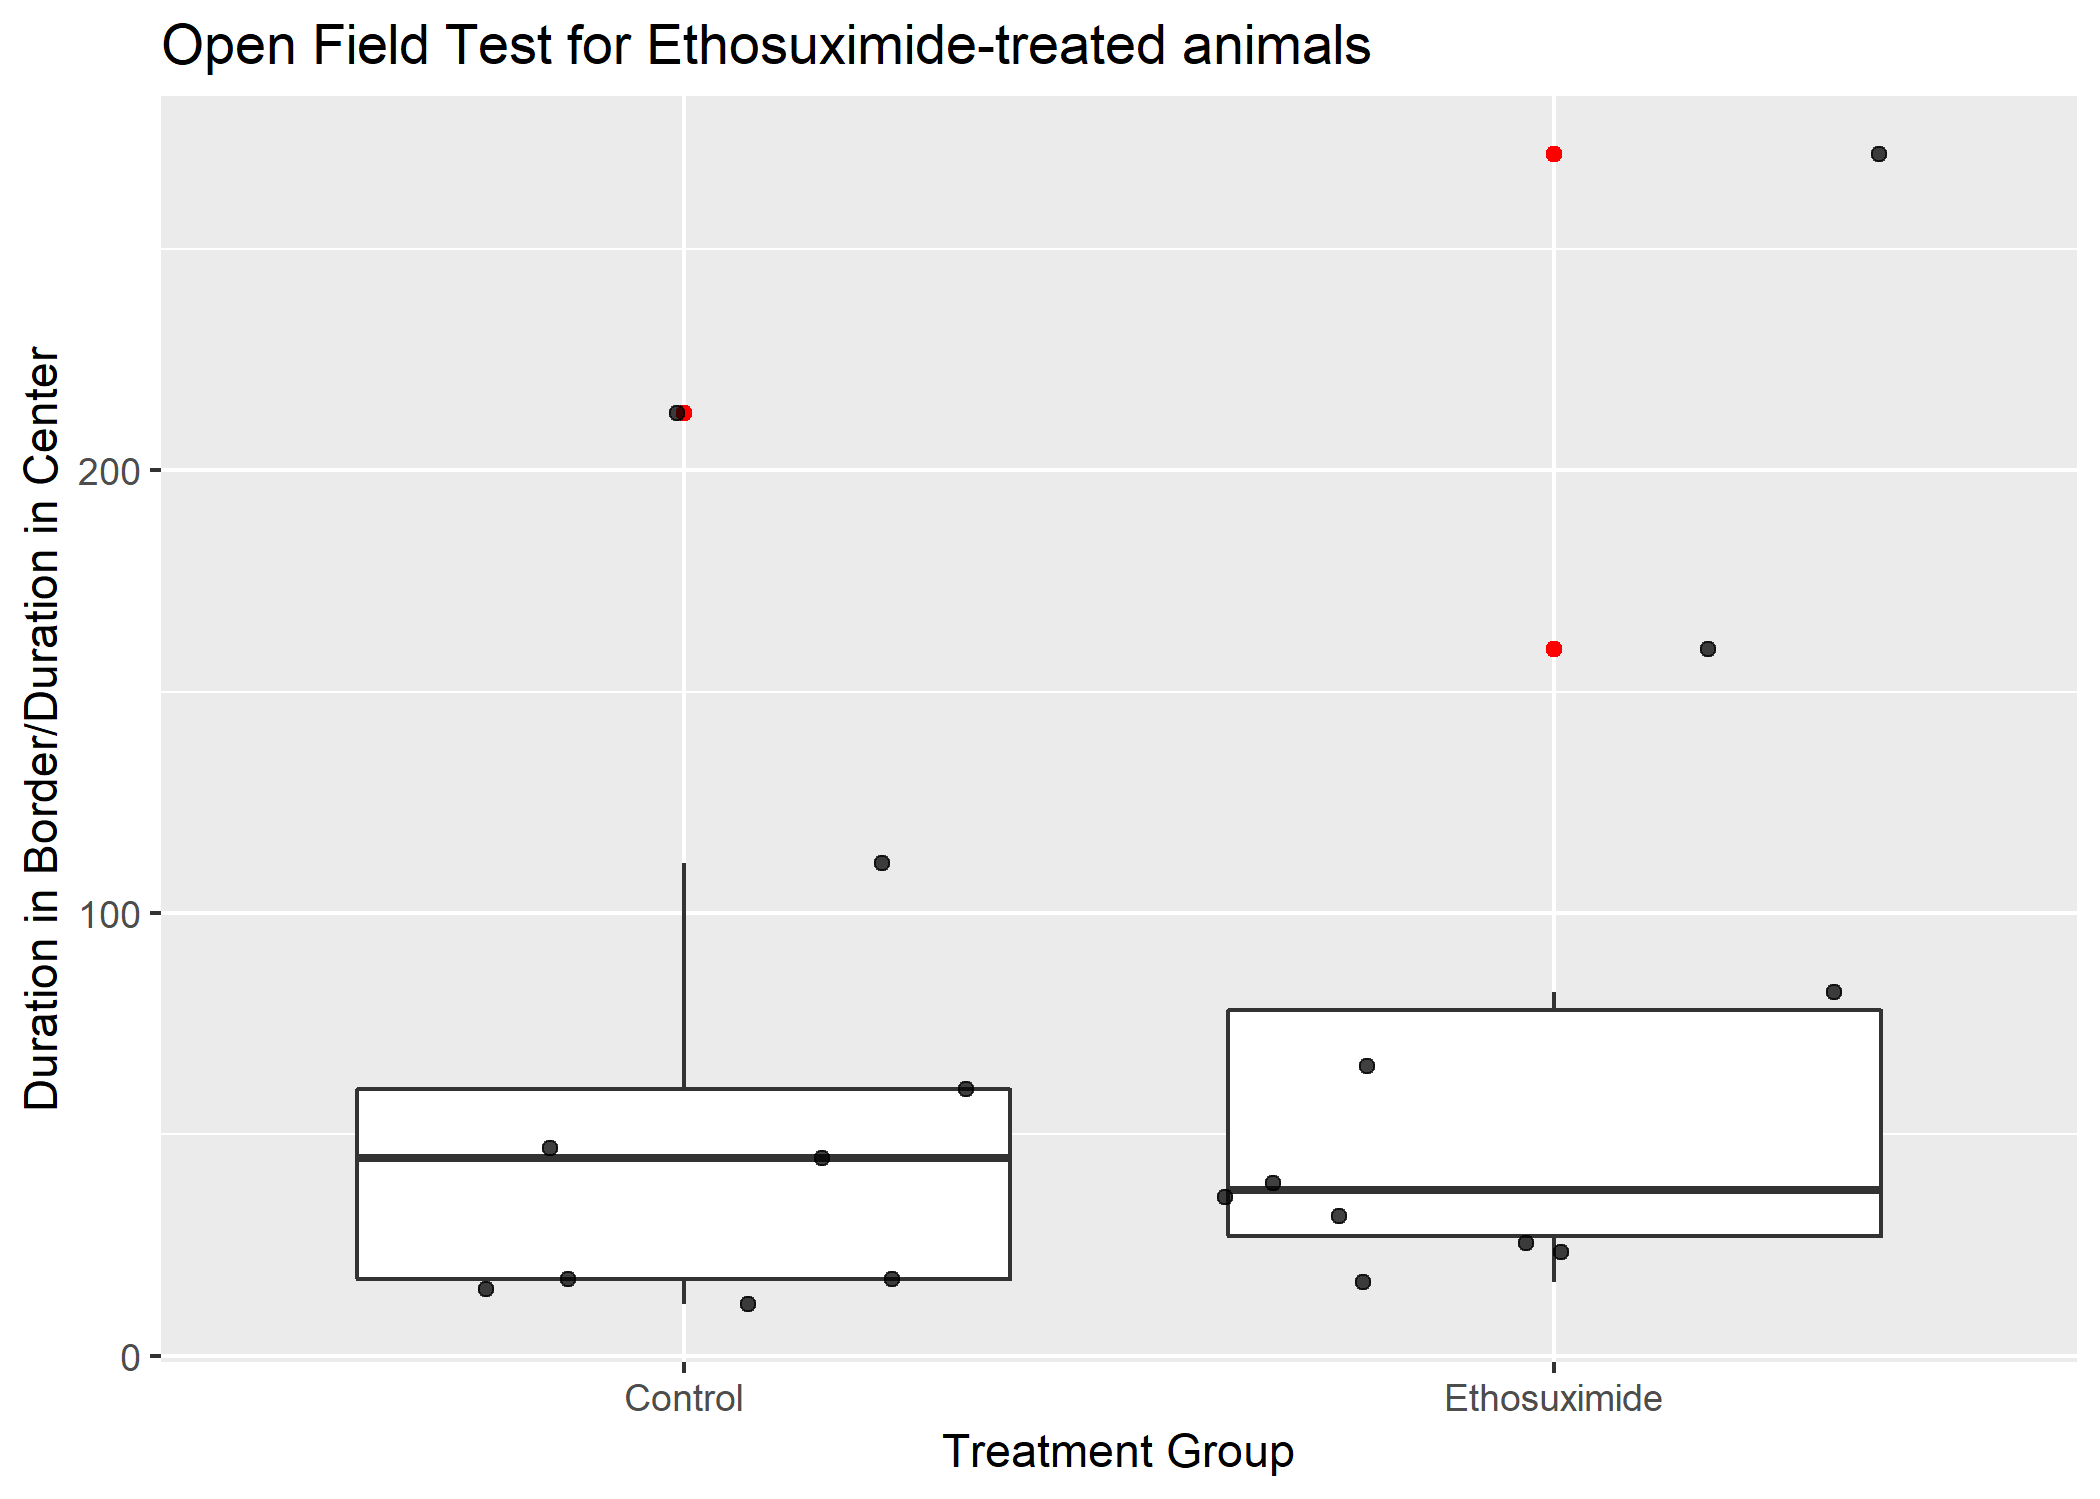 Open Field Test for Ethosuximide-treated animals
Duration in Border/Duration in Center
200
100
0
Control
Ethosuximide
Treatment Group